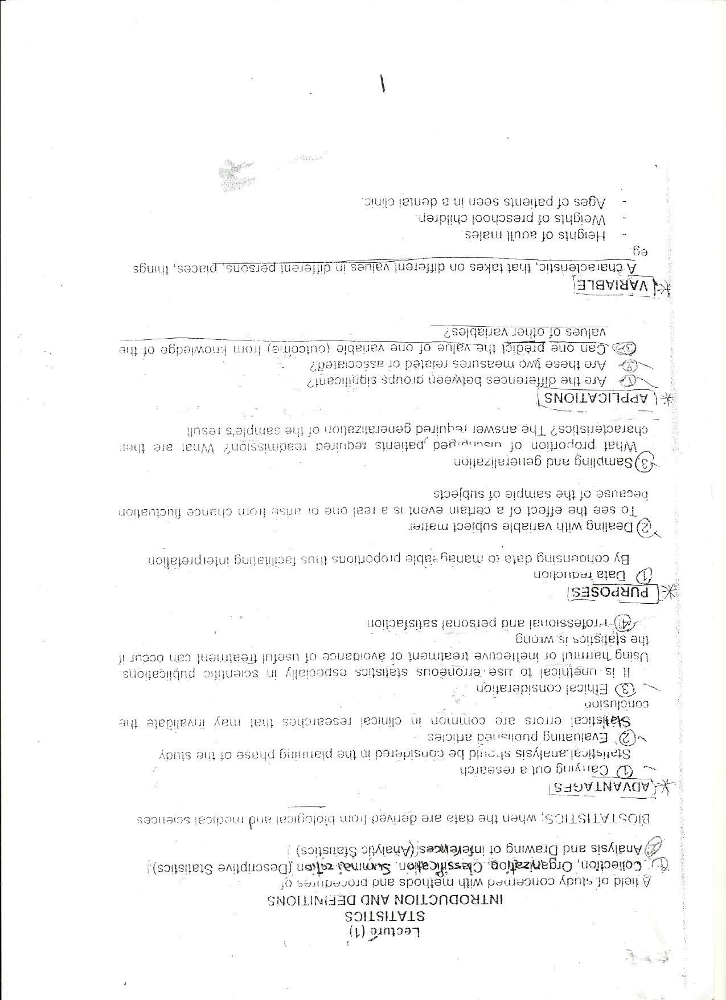 Lecture (1)
STATISTICS
INTRODUCTION AND DEFINITIONS
A field of study concerned with methods and procedures of
1. Collection, Organization, Classification, Summarization (Descriptive Statistics)
2. Analysis and Drawing of inferences (Analytic Statistics)
BIOSTATISTICS: when the data are derived from biological and medical sciences
* ADVANTAGES
1 Carrying out a research
Statistical analysis should be considered in the planning phase of the study
2 Evaluating published articles
Statistical errors are common in clinical researches that may invalidate the
conclusion
3 Ethical consideration
It is unethical to use erroneous statistics especially in scientific publications
Using harmful or ineffective treatment or avoidance of useful treatment can occur if
the statistics is wrong
4 Professional and personal satisfaction
* PURPOSES
1 Data reduction
By condensing data to manageable proportions thus facilitating interpretation
2 Dealing with variable subject matter
To see the effect of a certain event is a real one or arise from chance fluctuation
because of the sample of subjects
3 Sampling and generalization
What proportion of discharged patients required readmission? What are their
characteristics? The answer required generalization of the sample's result
* APPLICATIONS
1- Are the differences between groups significant?
2- Are these two measures related or associated?
3- Can one predict the value of one variable (outcome) from knowledge of the
values of other variables?
* VARIABLE
A characteristic, that takes on different values in different persons, places, things
eg
- Heights of adult males
- Weights of preschool children
- Ages of patients seen in a dental clinic.
1